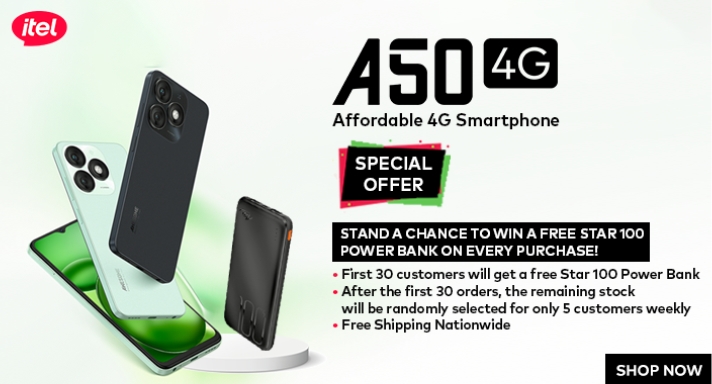 itel
A50 4G
Affordable 4G Smartphone
SPECIAL
OFFER
STAND A CHANCE TO WIN A FREE STAR 100
POWER BANK ON EVERY PURCHASE!
• First 30 customers will get a free Star 100 Power Bank
• After the first 30 orders, the remaining stock
will be randomly selected for only 5 customers weekly
• Free Shipping Nationwide
SHOP NOW